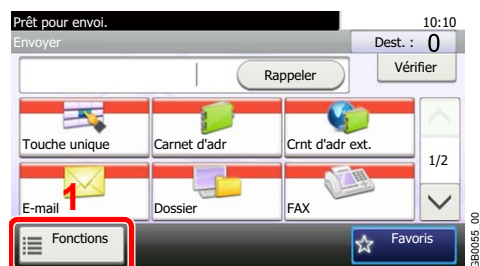 Prêt pour envoi. 10:10
Envoyer Dest. : 0
Rappeler Vérifier
Touche unique Carnet d'adr Crnt d'adr ext.
1/2
E-mail 1 Dossier FAX
Fonctions Favoris
GB0055_00